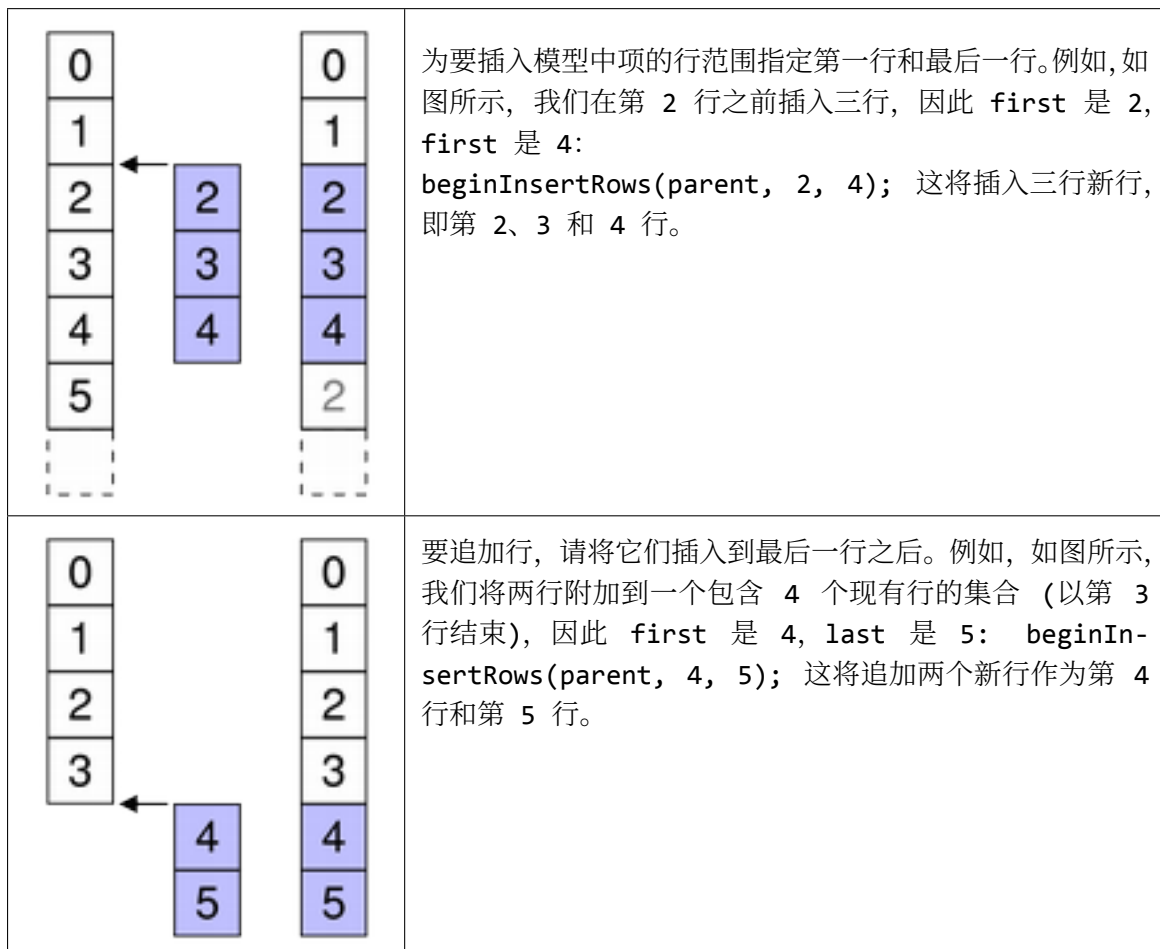 0
1
2
3
4
5
2
3
4
0
1
2
3
4
2
为要插入模型中项的行范围指定第一行和最后一行。例如,如
图所示, 我们在第 2 行之前插入三行, 因此 first 是 2,
first 是 4:
beginInsertRows(parent, 2, 4); 这将插入三行新行,
即第 2、3 和 4 行。
0
1
2
3
4
5
0
1
2
3
4
5
要追加行, 请将它们插入到最后一行之后。例如, 如图所示,
我们将两行附加到一个包含 4 个现有行的集合 (以第 3
行结束), 因此 first 是 4, last 是 5: beginIn-
sertRows(parent, 4, 5); 这将追加两个新行作为第 4
行和第 5 行。